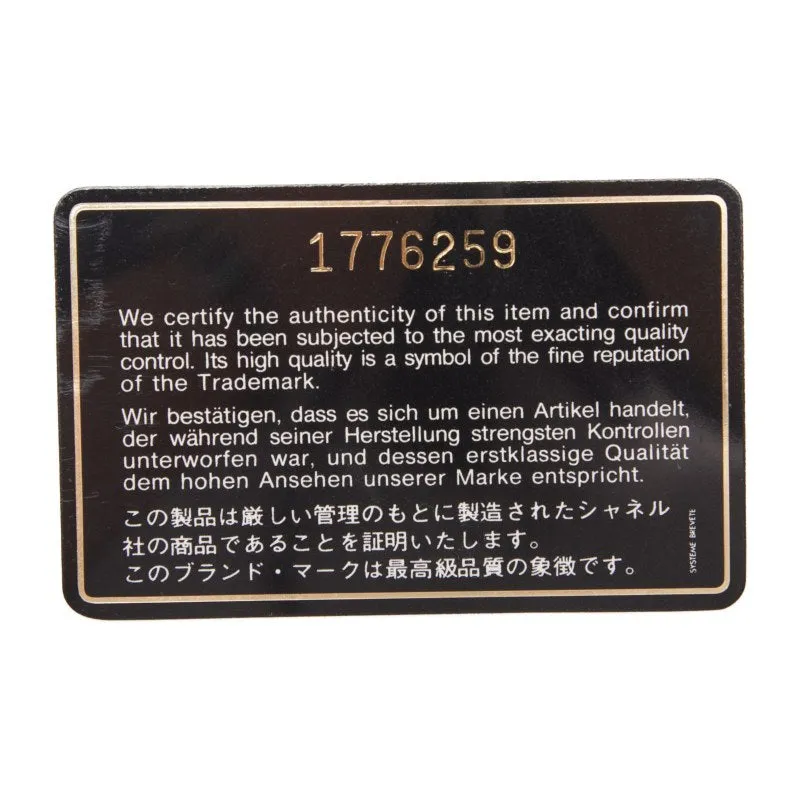 1776259
We certify the authenticity of this item and confirm
that it has been subjected to the most exacting quality
control. Its high quality is a symbol of the fine reputation
of the Trademark.
Wir bestätigen, dass es sich um einen Artikel handelt,
der während seiner Herstellung strengsten Kontrollen
unterworfen war, und dessen erstklassige Qualität
dem hohen Ansehen unserer Marke entspricht.
この製品は厳しい管理のもとに製造されたシャネル
社の商品であることを証明いたします。
このブランド・マークは最高級品質の象徴です。
SYSTEME BREVETE